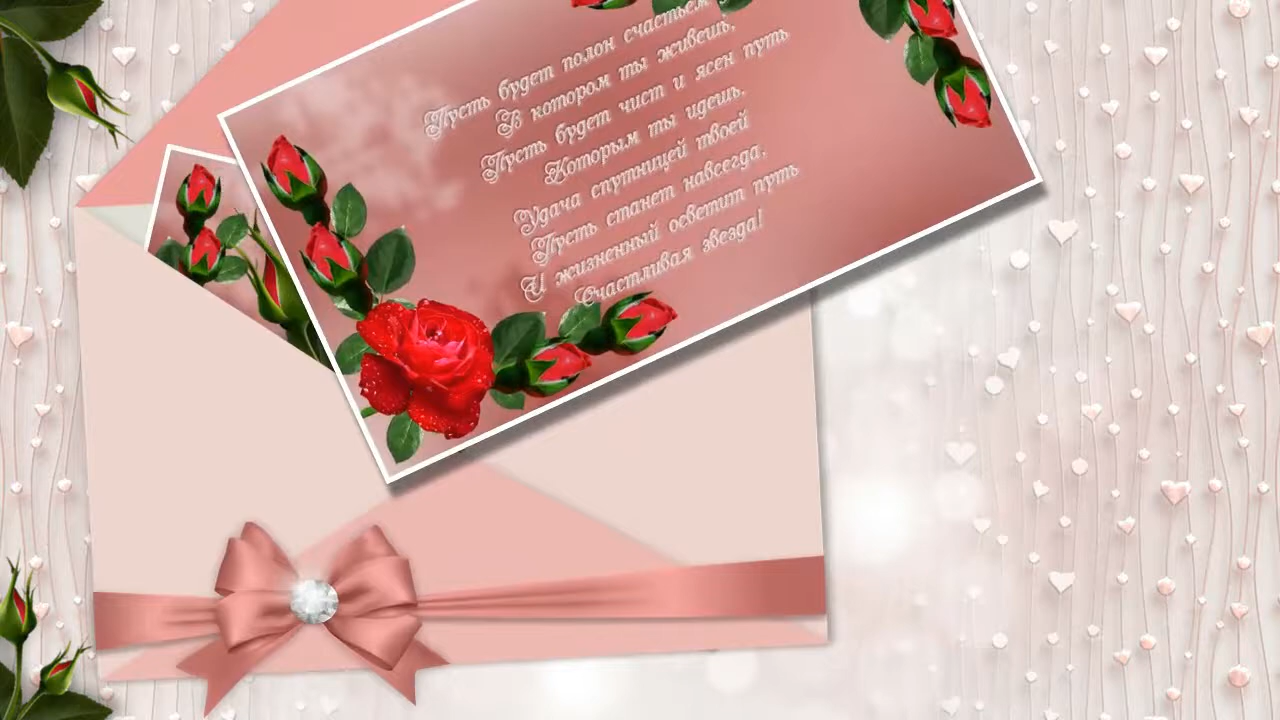 Пусть будет полон счастьем
В котором ты живешь,
Пусть будет чист и ясен путь
Которым ты идешь.
Удача спутницей твоей
Пусть станет навсегда.
И жизненный осветит путь
Счастливая звезда!